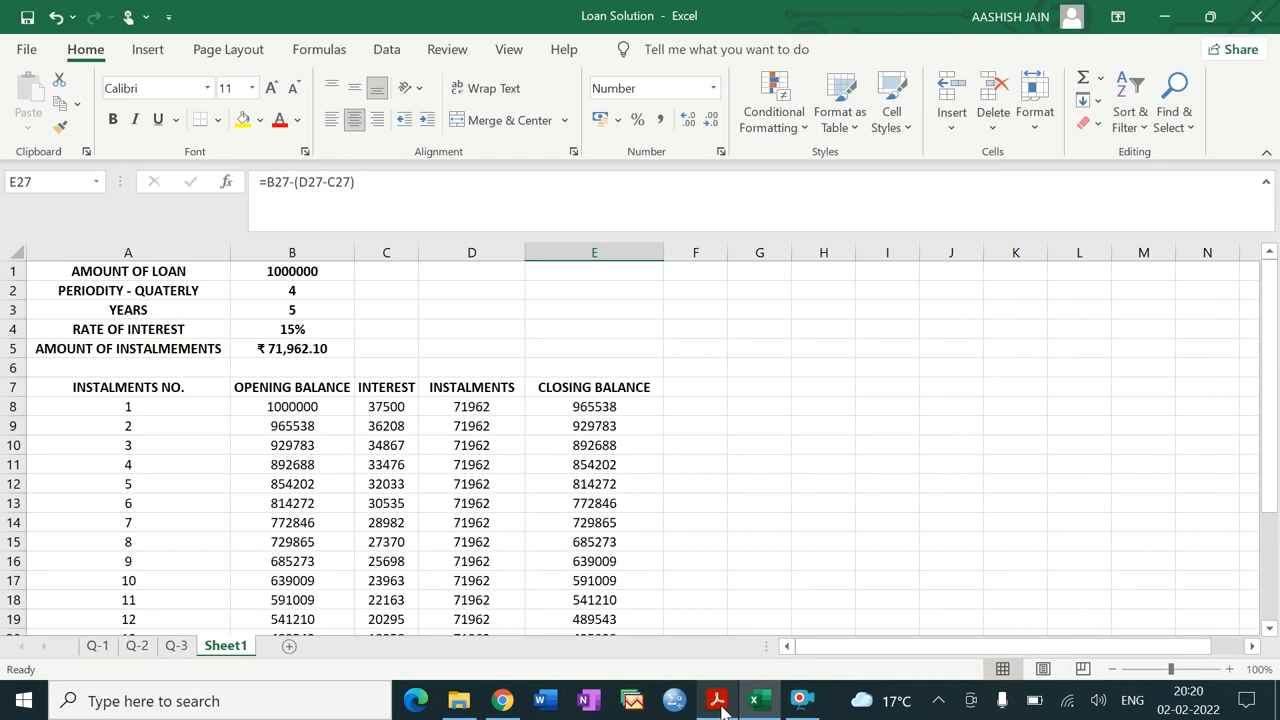 Loan Solution - Excel
AASHISH JAIN
File Home Insert Page Layout Formulas Data Review View Help Tell me what you want to do Share
Paste
Calibri 11
B I U A
Wrap Text
Merge & Center
Number
% ,
Conditional Formatting
Format as Table
Cell Styles
Insert Delete Format
Sort & Filter
Find & Select
Clipboard Font Alignment Number Styles Cells Editing
E27 fx =B27-(D27-C27)
A B C D E F G H I J K L M N
1 AMOUNT OF LOAN 1000000
2 PERIODITY - QUATERLY 4
3 YEARS 5
4 RATE OF INTEREST 15%
5 AMOUNT OF INSTALMEMENTS ₹ 71,962.10
6
7 INSTALMENTS NO. OPENING BALANCE INTEREST INSTALMENTS CLOSING BALANCE
8 1 1000000 37500 71962 965538
9 2 965538 36208 71962 929783
10 3 929783 34867 71962 892688
11 4 892688 33476 71962 854202
12 5 854202 32033 71962 814272
13 6 814272 30535 71962 772846
14 7 772846 28982 71962 729865
15 8 729865 27370 71962 685273
16 9 685273 25698 71962 639009
17 10 639009 23963 71962 591009
18 11 591009 22163 71962 541210
19 12 541210 20295 71962 489543
Q-1 Q-2 Q-3 Sheet1
Ready
100%
Type here to search
17°C
ENG
20:20
02-02-2022